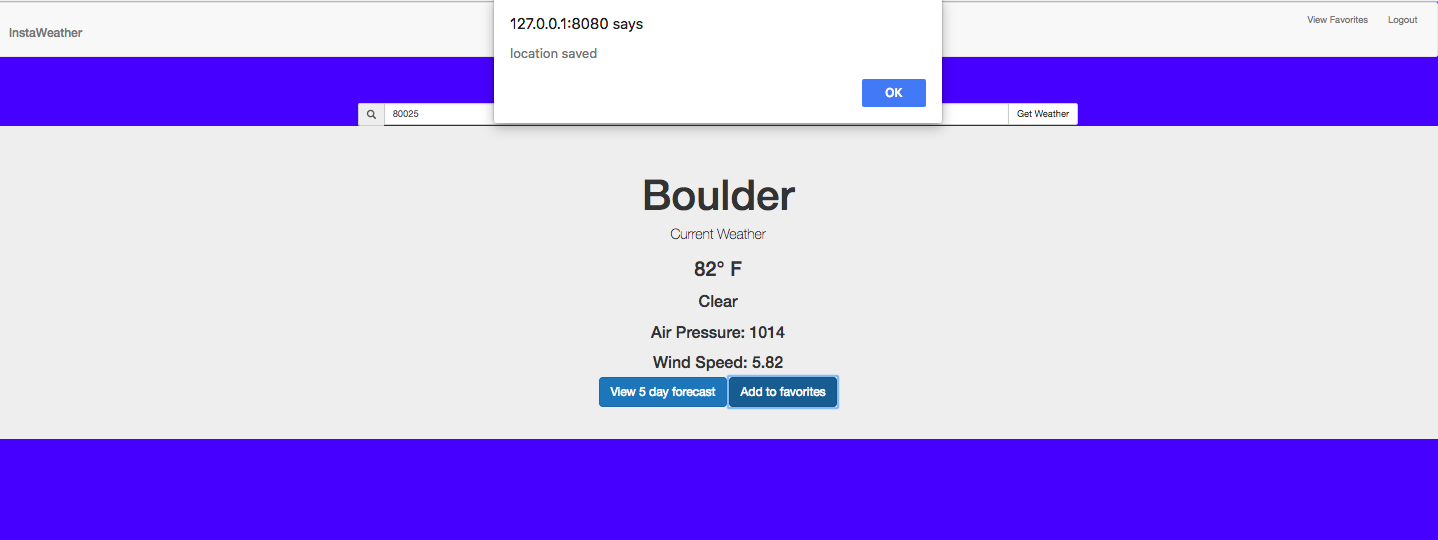 127.0.0.1:8080 says
location saved
OK
InstaWeather
View Favorites Logout
80025 Get Weather
Boulder
Current Weather
82° F
Clear
Air Pressure: 1014
Wind Speed: 5.82
View 5 day forecast Add to favorites